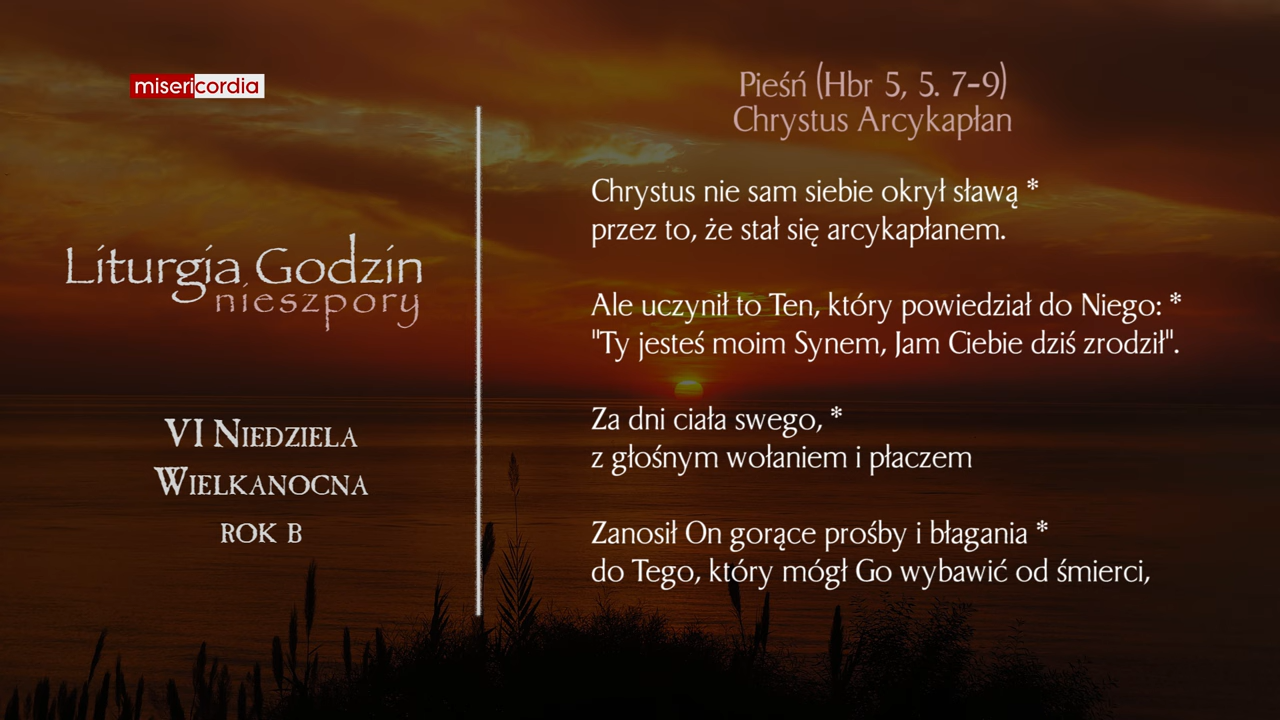 misericordia
Liturgia Godzin
nieszpory
VI Niedziela
Wielkanocna
rok B
Pieśń (Hbr 5, 5. 7-9)
Chrystus Arcykapłan
Chrystus nie sam siebie okrył sławą *
przez to, że stał się arcykapłanem.
Ale uczynił to Ten, który powiedział do Niego: *
"Ty jesteś moim Synem, Jam Ciebie dziś zrodził".
Za dni ciała swego, *
z głośnym wołaniem i płaczem
Zanosił On gorące prośby i błagania *
do Tego, który mógł Go wybawić od śmierci,